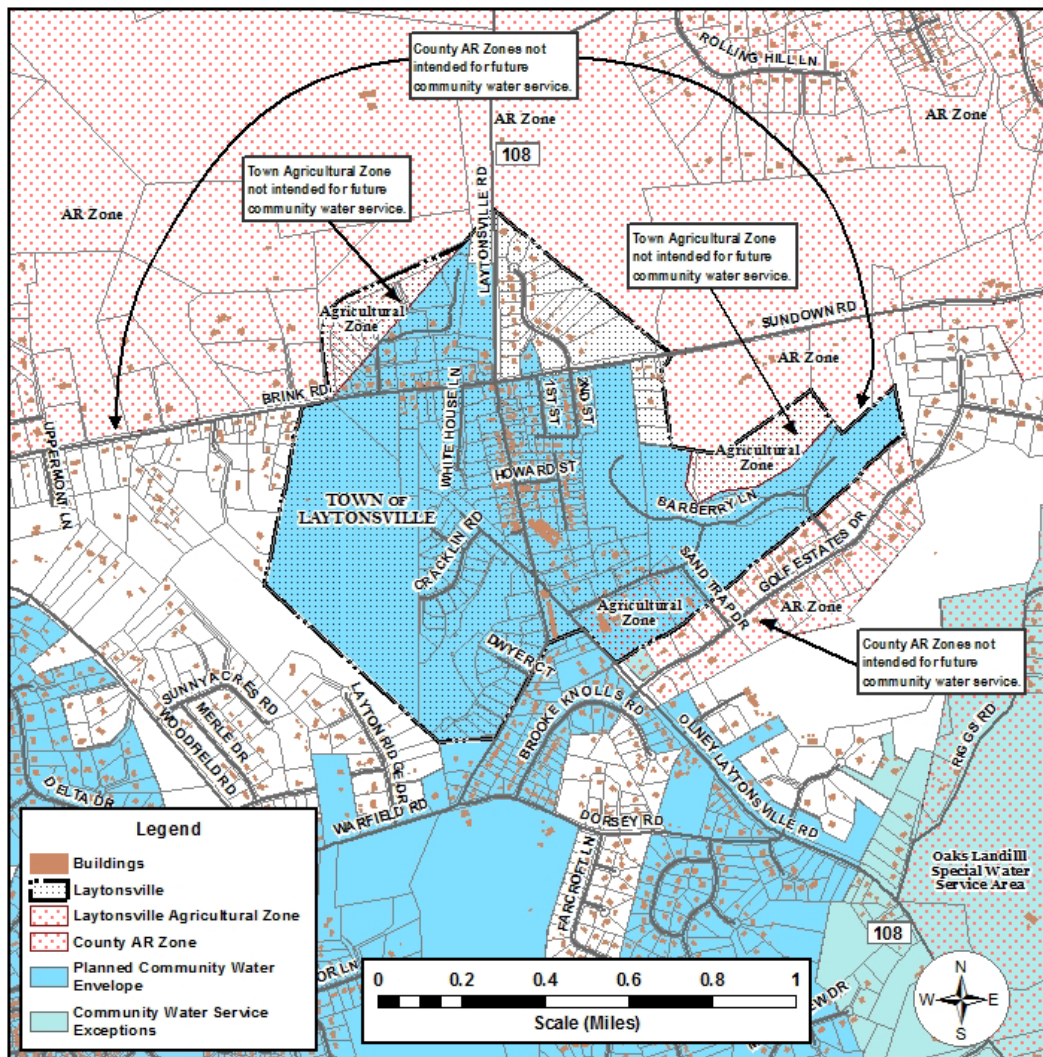 County AR Zones not
intended for future
community water service.
ROLLING HILL LN
AR Zone
AR Zone
108
Town Agricultural Zone
not intended for future
community water service.
LAYTONSVILLE RD
AR Zone
Town Agricultural Zone
not intended for future
community water service.
Agricultural
Zone
SUNDOWN RD
AR Zone
BRINK RD
WHITE HOUSE LN
1ST ST
2ND ST
UPPERMONT LN
Agricultural
Zone
HOWARD ST
TOWN OF
LAYTONSVILLE
BARBERRY LN
CRACKLIN RD
SAND TRAP DR
GOLF ESTATES DR
Agricultural
Zone
AR Zone
County AR Zones not
intended for future
community water service.
DWYER CT
SUNNY ACRES RD
MERLE DR
WOODFIELD RD
LAYTON RIDGE DR
BROOKE KNOLLS RD
OLNEY LAYTONSVILLE RD
RIGGS RD
DELTA DR
WARFIELD RD
DORSEY RD
FARCROFT LN
Oaks Landfill
Special Water
Service Area
108
Legend
Buildings
Laytonsville
Laytonsville Agricultural Zone
County AR Zone
Planned Community Water
Envelope
Community Water Service
Exceptions
OR LN
0 0.2 0.4 0.6 0.8 1
Scale (Miles)
W DR
N
W E
S